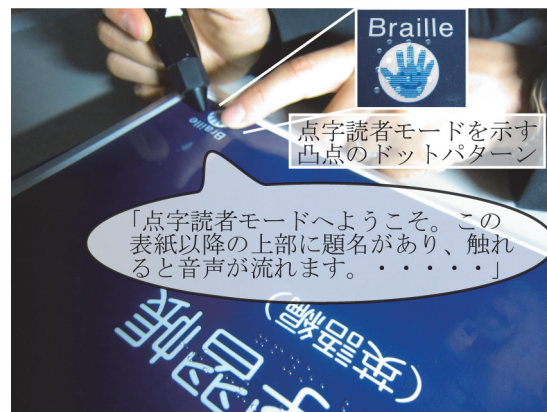 Braille
点字読者モードを示す
凸点のドットパターン
Braille
「点字読者モードへようこそ。この
表紙以降の上部に題名があり、触れ
ると音声が流れます。・・・・・」
習帳
（英語編）